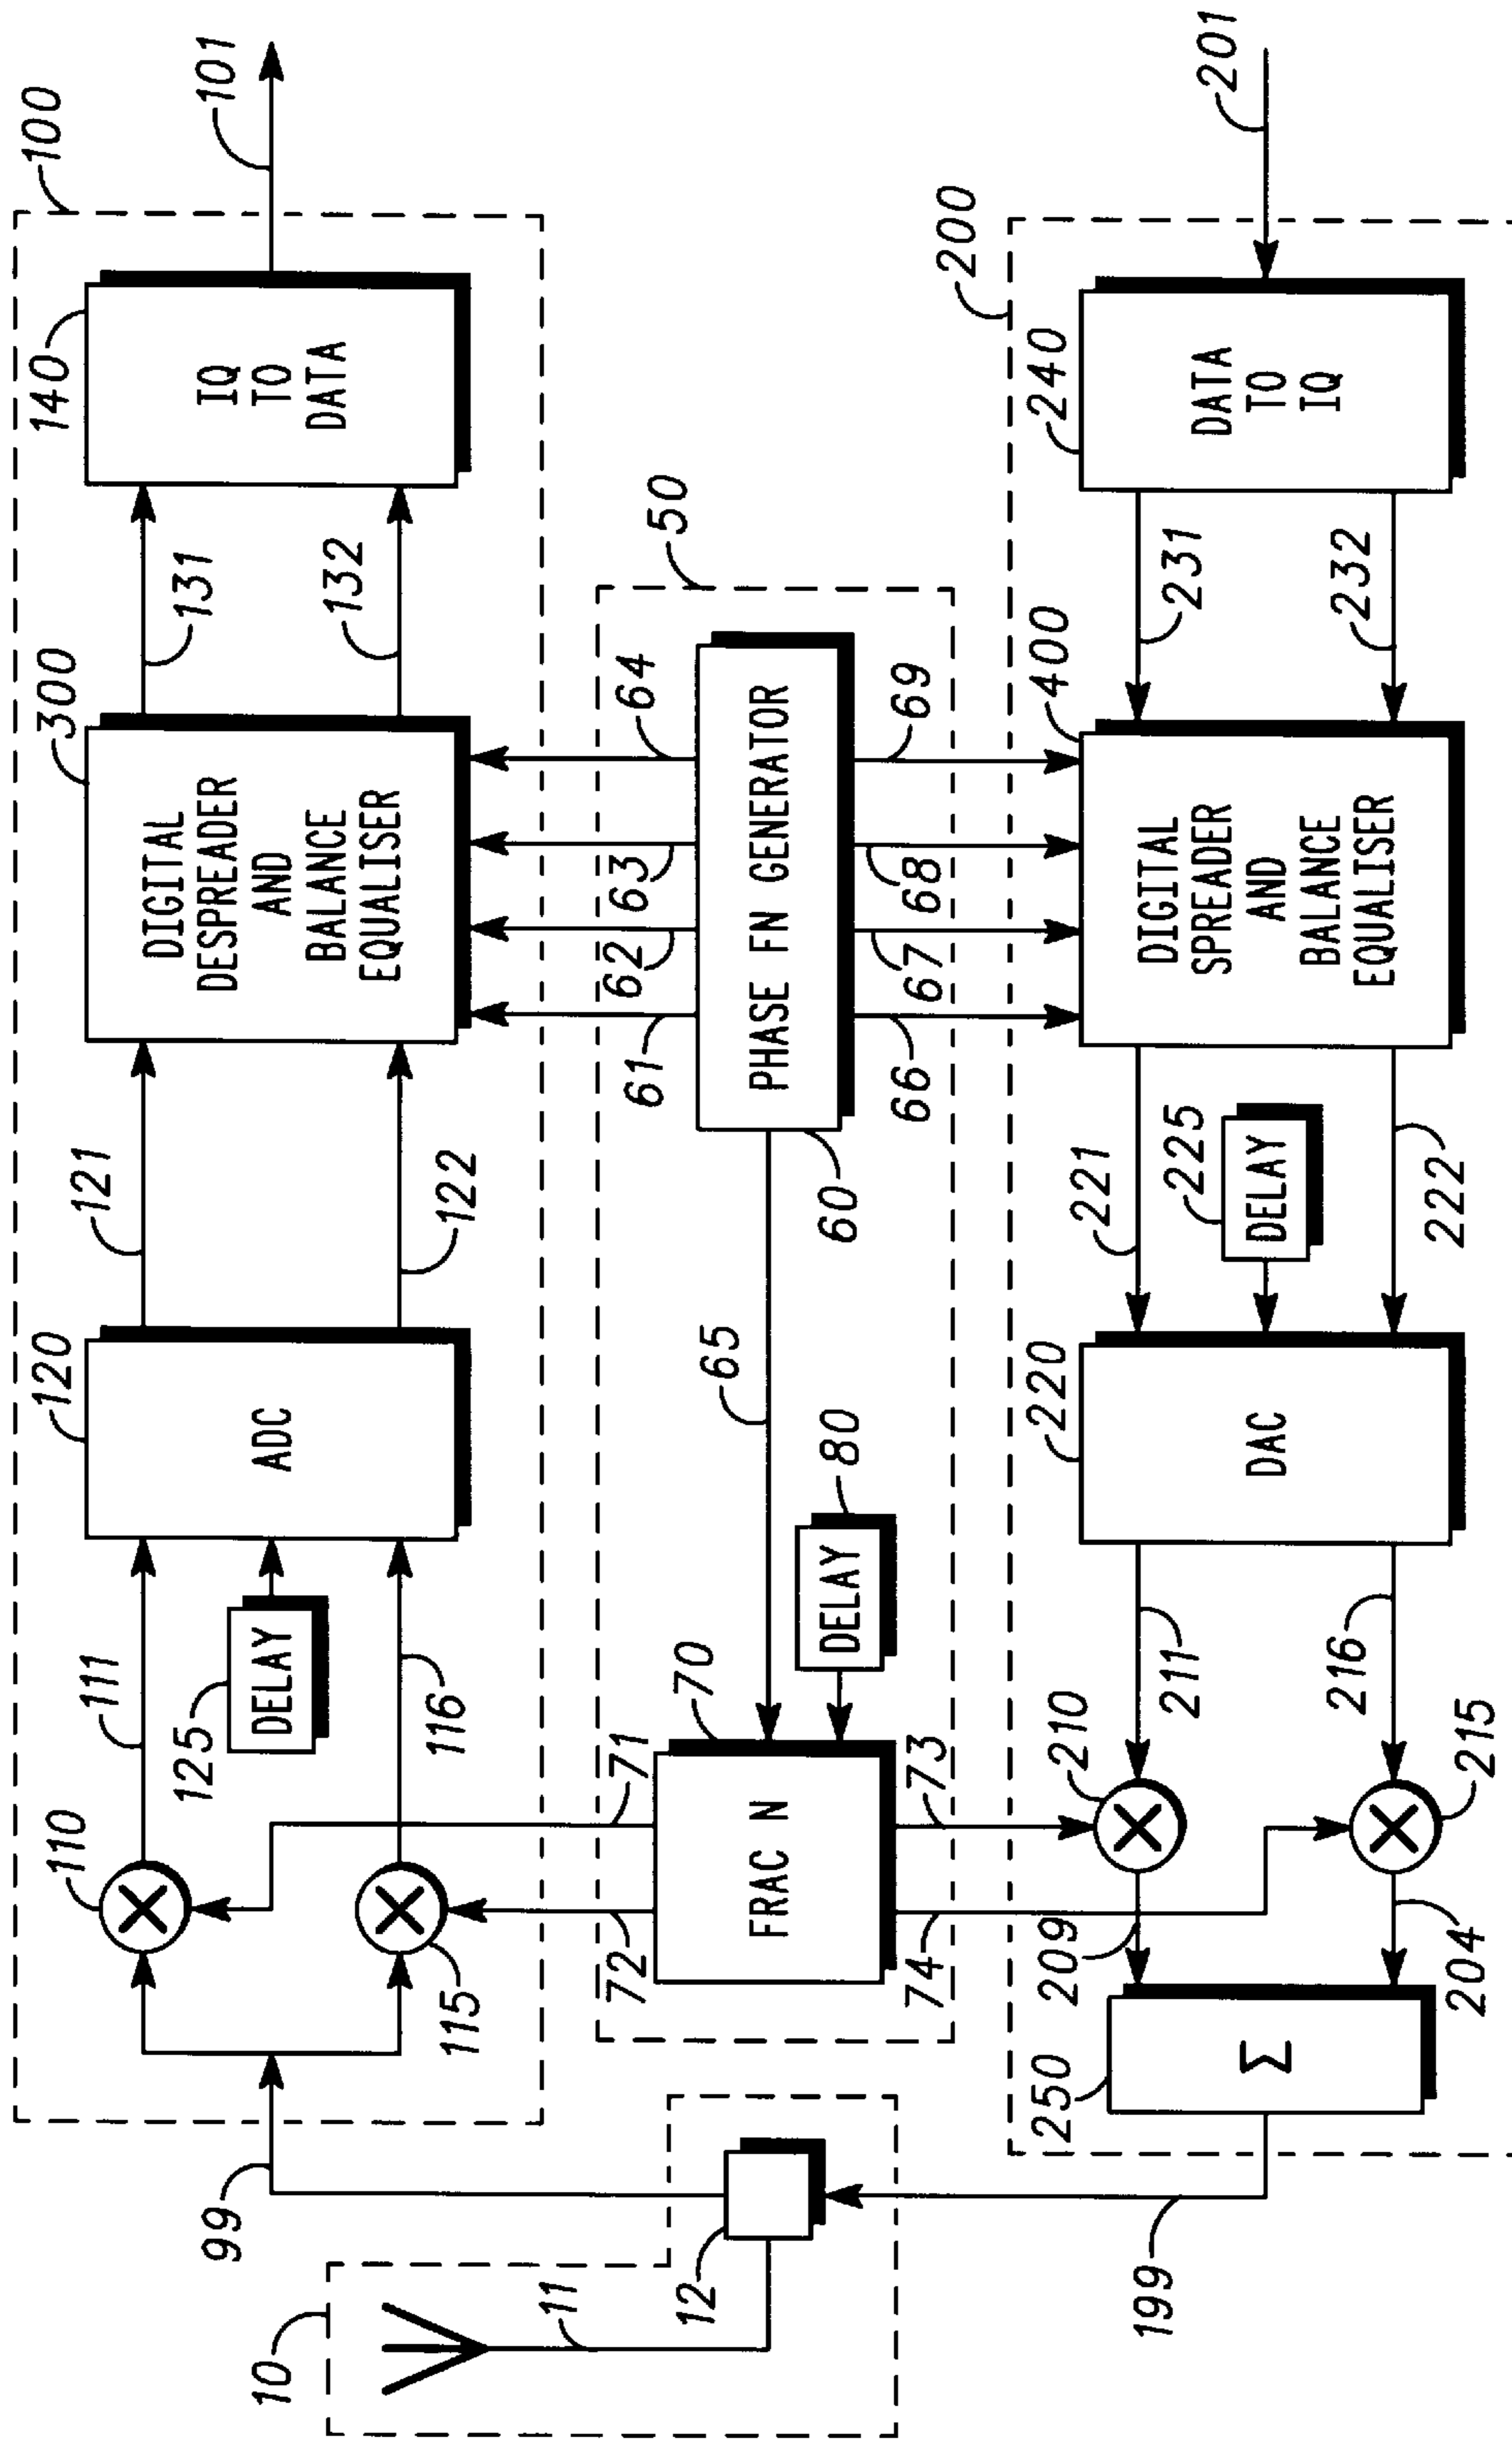 100
101
140
IQ
TO
DATA
131
132
300
DIGITAL
DESPREADER
AND
BALANCE
EQUALISER
121
122
120
ADC
111
125
DELAY
116
110
115
99
50
64
63
62
61
PHASE FN GENERATOR
60
69
68
67
66
65
80
DELAY
70
FRAC N
71
72
73
74
10
11
12
199
200
201
240
DATA
TO
IQ
231
232
400
DIGITAL
SPREADER
AND
BALANCE
EQUALISER
221
225
DELAY
222
220
DAC
211
216
210
215
209
204
250
Σ